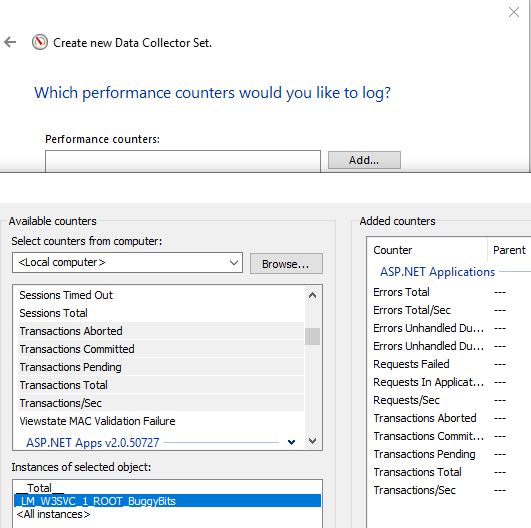 Create new Data Collector Set.
Which performance counters would you like to log?
Performance counters:
Add...
Available counters
Select counters from computer:
<Local computer>
Browse...
Sessions Timed Out
Sessions Total
Transactions Aborted
Transactions Committed
Transactions Pending
Transactions Total
Transactions/Sec
Viewstate MAC Validation Failure
ASP.NET Apps v2.0.50727
Instances of selected object:
__Total__
_LM_W3SVC_1_ROOT_BuggyBits
<All instances>
Added counters
Counter Parent
ASP.NET Applications
Errors Total ---
Errors Total/Sec ---
Errors Unhandled Du... ---
Errors Unhandled Du... ---
Requests Failed ---
Requests In Applicat... ---
Requests/Sec ---
Transactions Aborted ---
Transactions Commit... ---
Transactions Pending ---
Transactions Total ---
Transactions/Sec ---